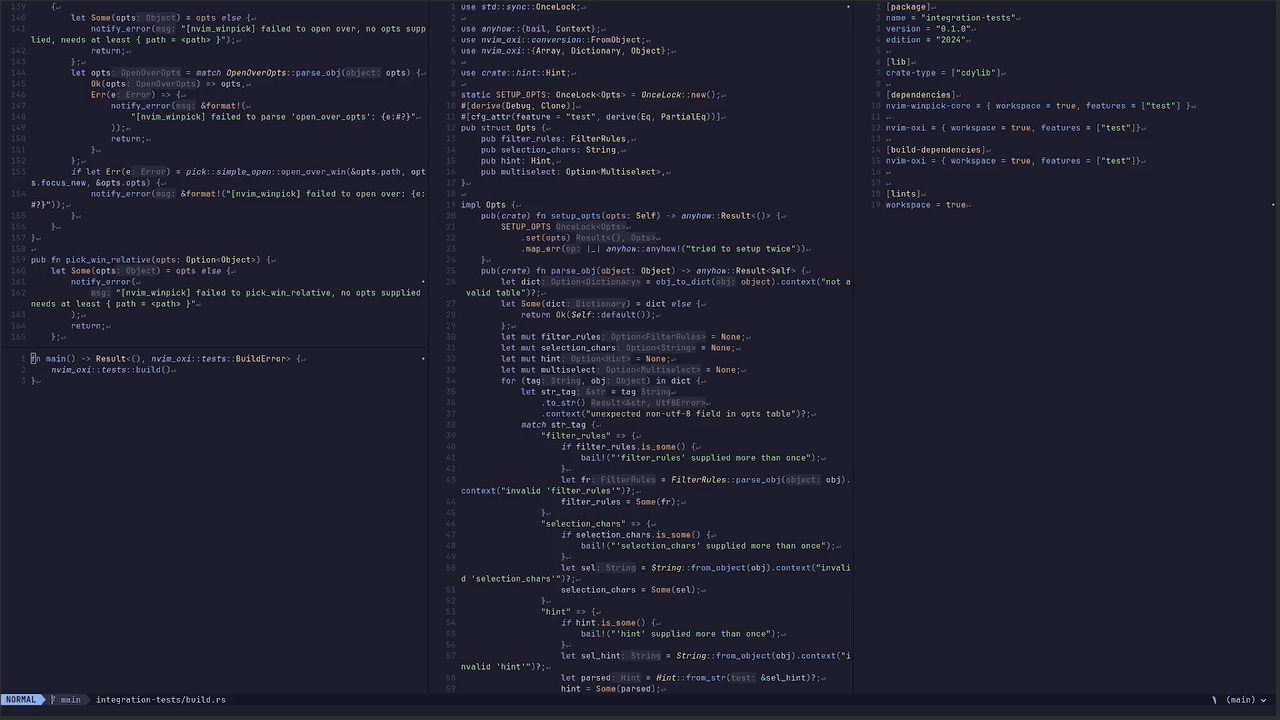 139     {
140         let Some(opts: Object) = opts else {↵
141             notify_error(msg: "[nvim_winpick] failed to open over, no opts supp
lied, needs at least { path = <path> }");↵
142             return;↵
143         };↵
144         let opts: OpenOverOpts = match OpenOverOpts::parse_obj(object: opts) {↵
145             Ok(opts: OpenOverOpts) => opts,↵
146             Err(e: Error) => {↵
147                 notify_error(msg: &format!(↵
148                     "[nvim_winpick] failed to parse 'open_over_opts': {e:#?}"↵
149                 ));↵
150                 return;↵
151             }↵
152         };↵
153         if let Err(e: Error) = pick::simple_open::open_over_win(&opts.path, opt
s.focus_new, &opts.opts) {↵
154             notify_error(msg: &format!("[nvim_winpick] failed to open over: {e:
#?}"));↵
155         }↵
156     }↵
157 }↵
158 ↵
159 pub fn pick_win_relative(opts: Option<Object>) {↵
160     let Some(opts: Object) = opts else {↵
161         notify_error(↵
162             msg: "[nvim_winpick] failed to pick_win_relative, no opts supplied,
needs at least { path = <path> }"↵
163         );↵
164         return;↵
165     };↵
1 fn main() -> Result<(), nvim_oxi::tests::BuildError> {↵
2     nvim_oxi::tests::build()↵
3 }↵
1 use std::sync::OnceLock;↵
2 ↵
3 use anyhow::{bail, Context};↵
4 use nvim_oxi::conversion::FromObject;↵
5 use nvim_oxi::{Array, Dictionary, Object};↵
6 ↵
7 use crate::hint::Hint;↵
8 ↵
9 static SETUP_OPTS: OnceLock<Opts> = OnceLock::new();↵
10 #[derive(Debug, Clone)]↵
11 #[cfg_attr(feature = "test", derive(Eq, PartialEq))]↵
12 pub struct Opts {↵
13     pub filter_rules: FilterRules,↵
14     pub selection_chars: String,↵
15     pub hint: Hint,↵
16     pub multiselect: Option<Multiselect>,↵
17 }↵
18 ↵
19 impl Opts {↵
20     pub(crate) fn setup_opts(opts: Self) -> anyhow::Result<()> {↵
21         SETUP_OPTS OnceLock<Opts>↵
22             .set(opts) Result<(), Opts>↵
23             .map_err(op: |_| anyhow::anyhow!("tried to setup twice"))↵
24     }↵
25     pub(crate) fn parse_obj(object: Object) -> anyhow::Result<Self> {↵
26         let dict: Option<Dictionary> = obj_to_dict(obj: object).context("not a
valid table")?;↵
27         let Some(dict: Dictionary) = dict else {↵
28             return Ok(Self::default());↵
29         };↵
30         let mut filter_rules: Option<FilterRules> = None;↵
31         let mut selection_chars: Option<String> = None;↵
32         let mut hint: Option<Hint> = None;↵
33         let mut multiselect: Option<Multiselect> = None;↵
34         for (tag: String, obj: Object) in dict {↵
35             let str_tag: &str = tag String↵
36                 .to_str() Result<&str, Utf8Error>↵
37                 .context("unexpected non-utf-8 field in opts table")?;↵
38             match str_tag {↵
39                 "filter_rules" => {↵
40                     if filter_rules.is_some() {↵
41                         bail!("'filter_rules' supplied more than once");↵
42                     }↵
43                     let fr: FilterRules = FilterRules::parse_obj(object: obj).
context("invalid 'filter_rules'")?;↵
44                     filter_rules = Some(fr);↵
45                 }↵
46                 "selection_chars" => {↵
47                     if selection_chars.is_some() {↵
48                         bail!("'selection_chars' supplied more than once");↵
49                     }↵
50                     let sel: String = String::from_object(obj).context("invali
d 'selection_chars'")?;↵
51                     selection_chars = Some(sel);↵
52                 }↵
53                 "hint" => {↵
54                     if hint.is_some() {↵
55                         bail!("'hint' supplied more than once");↵
56                     }↵
57                     let sel_hint: String = String::from_object(obj).context("i
nvalid 'hint'")?;↵
58                     let parsed: Hint = Hint::from_str(test: &sel_hint)?;↵
59                     hint = Some(parsed);↵
1 [package]↵
2 name = "integration-tests"↵
3 version = "0.1.0"↵
4 edition = "2024"↵
5 ↵
6 [lib]↵
7 crate-type = ["cdylib"]↵
8 ↵
9 [dependencies]↵
10 nvim-winpick-core = { workspace = true, features = ["test"] }↵
11 ↵
12 nvim-oxi = { workspace = true, features = ["test"]}↵
13 ↵
14 [build-dependencies]↵
15 nvim-oxi = { workspace = true, features = ["test"]}↵
16 ↵
17 ↵
18 [lints]↵
19 workspace = true↵
NORMAL main integration-tests/build.rs (main)